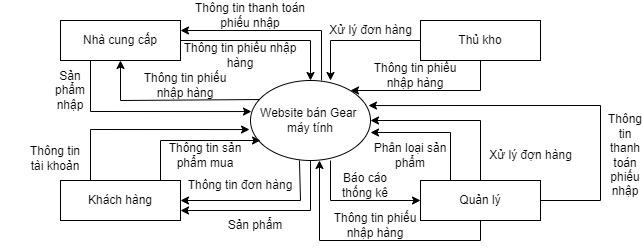 Thông tin thanh toán
phiếu nhập
Nhà cung cấp
Thông tin phiếu nhập
hàng
Xử lý đơn hàng
Thủ kho
Sản
phẩm
nhập
Thông tin phiếu
nhập hàng
Thông tin phiếu
nhập hàng
Website bán Gear
máy tính
Thông tin
tài khoản
Thông tin sản
phẩm mua
Phân loại sản
phẩm
Xử lý đơn hàng
Thông
tin
thanh
toán
phiếu
nhập
Khách hàng
Thông tin đơn hàng
Báo cáo
thống kê
Quản lý
Sản phẩm
Thông tin phiếu
nhập hàng